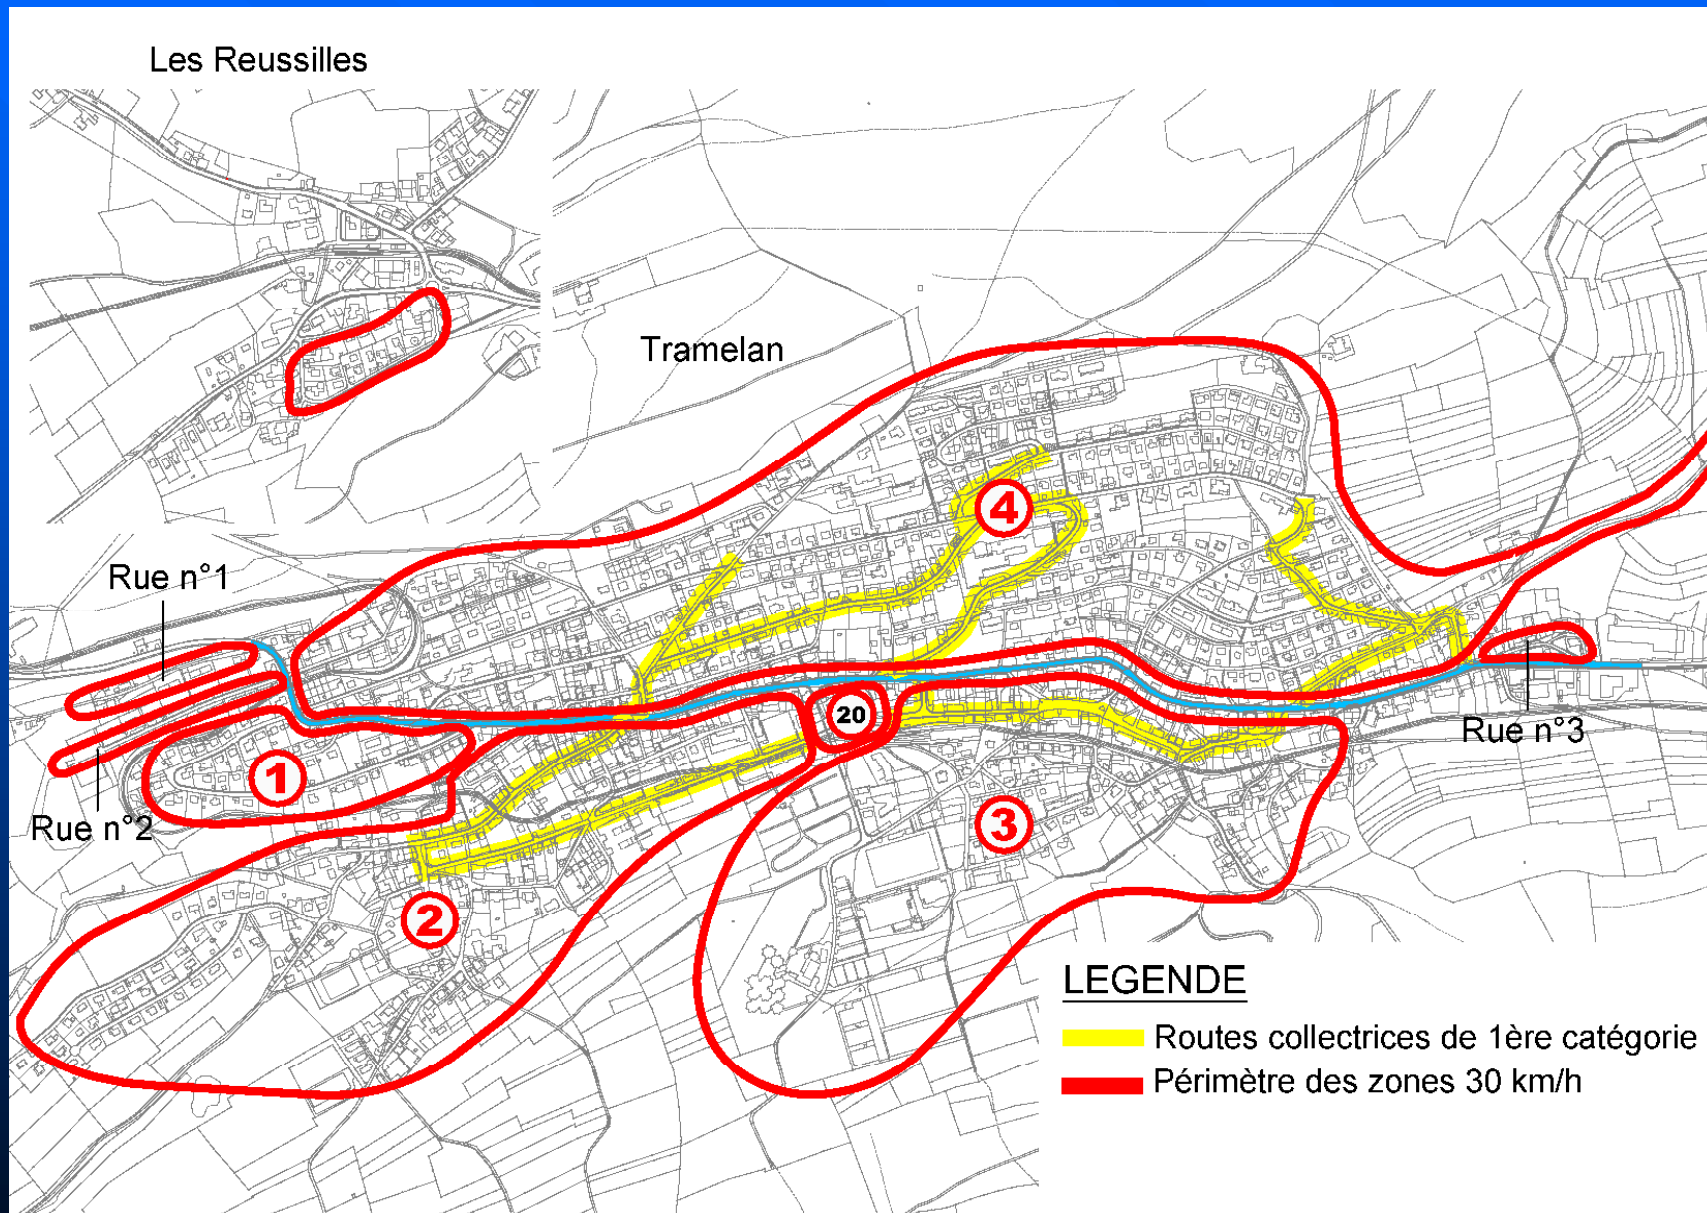 Les Reussilles
Tramelan
Rue n°1
4
Rue n°2
1
20
Rue n°3
3
2
LEGENDE
Routes collectrices de 1ère catégorie
Périmètre des zones 30 km/h